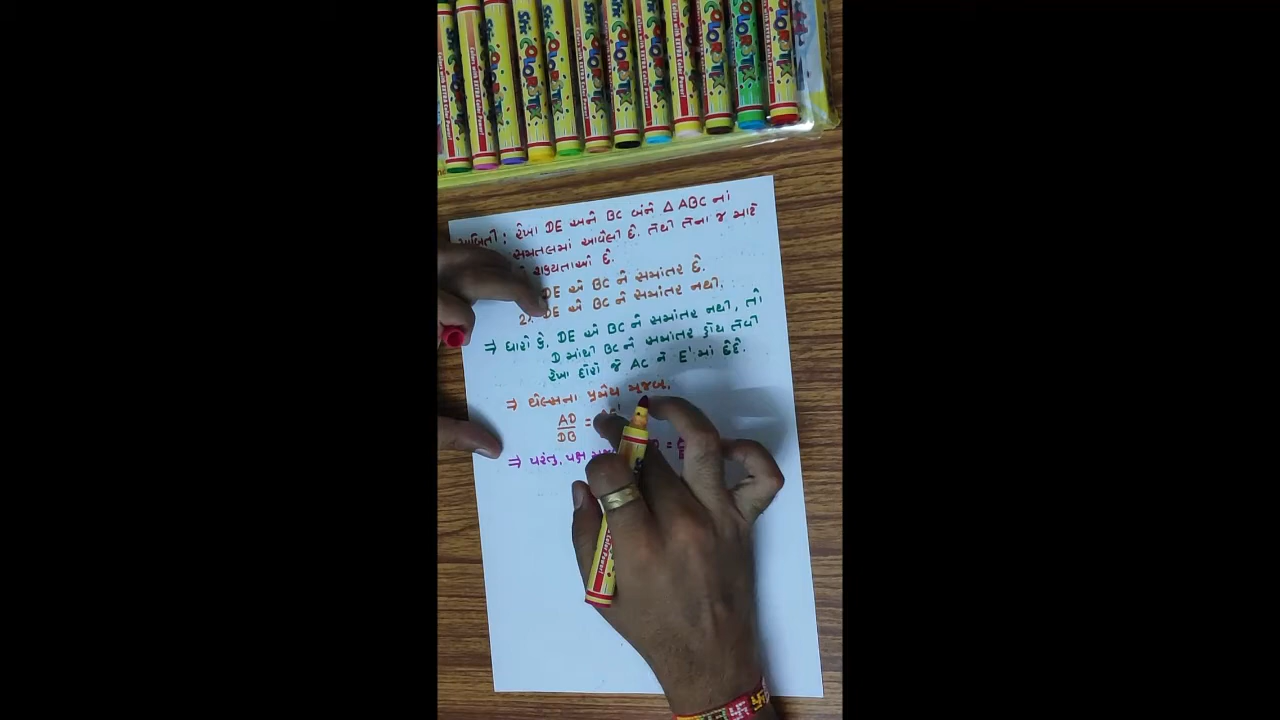 સાબિતી : રેખા DE અને BC બંને Δ ABC નાં
સમતલમાં આવેલી છે. તેથી તેના જ માટે
શક્યતાઓ છે.
DE એ BC ને સમાંતર છે.
2. DE એ BC ને સમાંતર નથી.
⇒ ધારો કે, DE એ BC ને સમાંતર નથી, તો
D માંથી BC ને સમાંતર હોય તેવી
રેખા દોરો જે AC ને E' માં છેદે.
⇒ થેલ્સના પ્રમેય મુજબ,
AD
DB
=
⇒ પરંતુ, પક્ષ
=